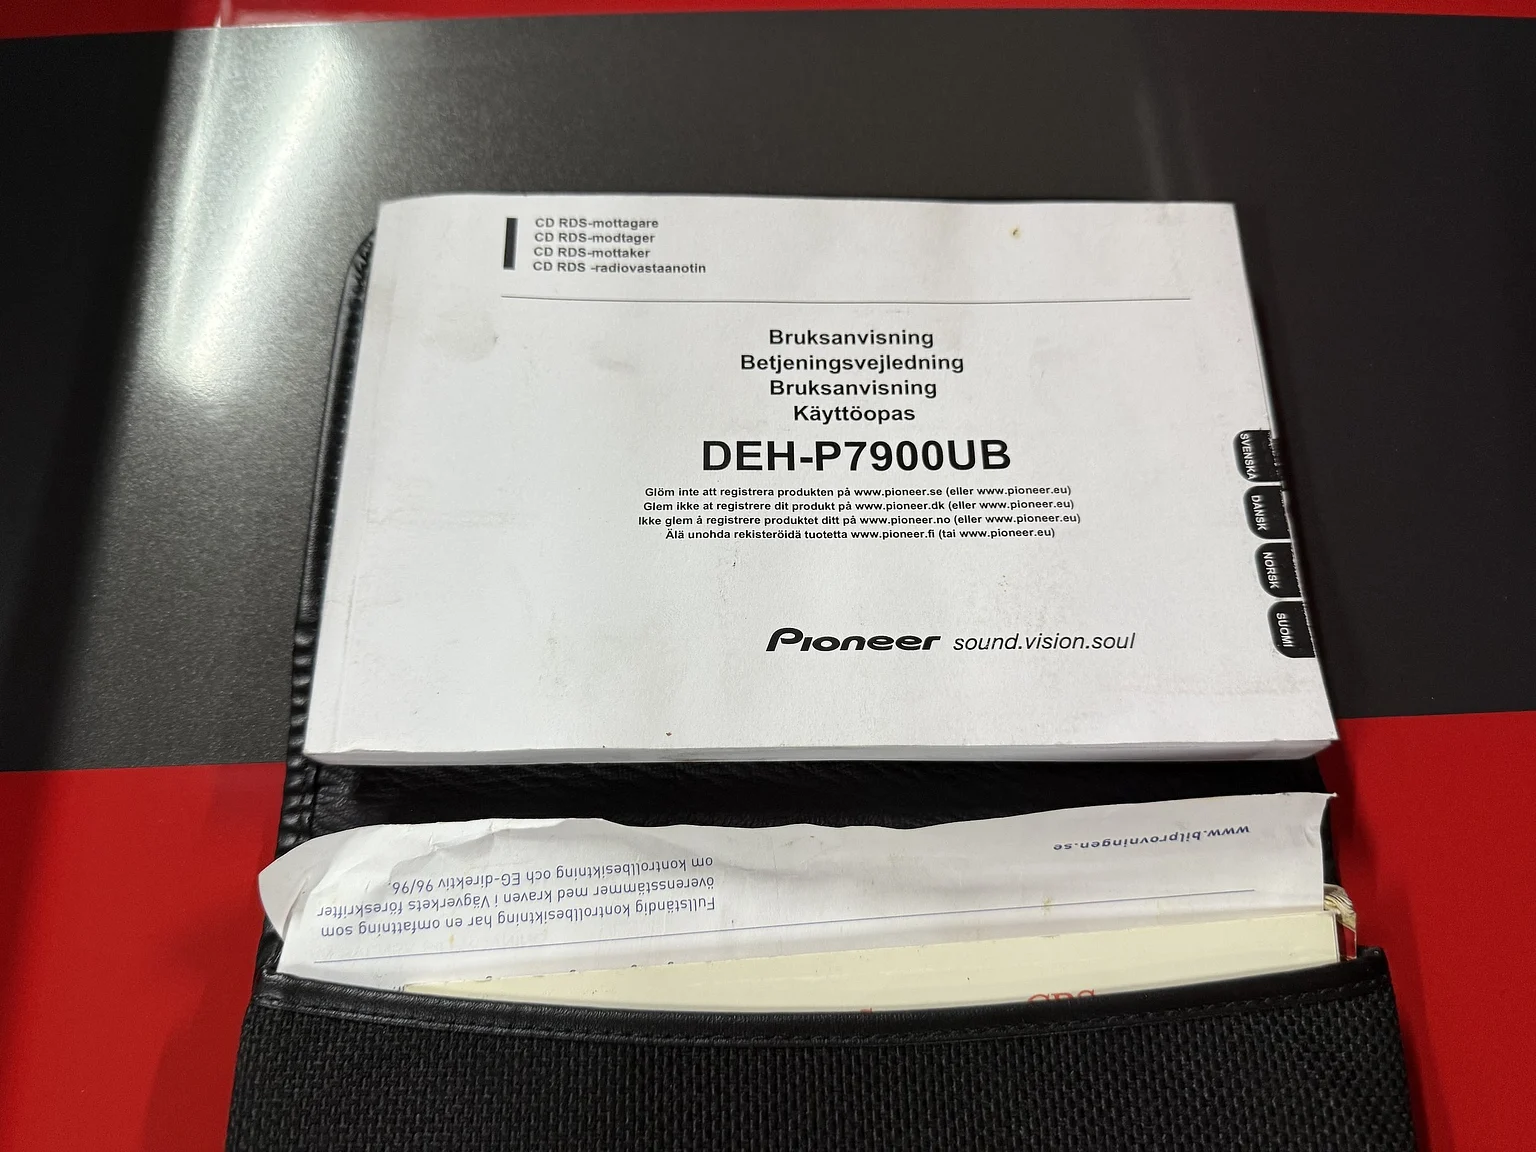 CD RDS-mottagare
CD RDS-modtager
CD RDS-mottaker
CD RDS -radiovastaanotin
Bruksanvisning
Betjeningsvejledning
Bruksanvisning
Käyttöopas
DEH-P7900UB
Glöm inte att registrera produkten på www.pioneer.se (eller www.pioneer.eu)
Glem ikke at registrere dit produkt på www.pioneer.dk (eller www.pioneer.eu)
Ikke glem å registrere produktet ditt på www.pioneer.no (eller www.pioneer.eu)
Älä unohda rekisteröidä tuotetta www.pioneer.fi (tai www.pioneer.eu)
Pioneer sound.vision.soul
SVENSKA
DANSK
NORSK
SUOMI
Fullständig kontrollbesiktning har en omfattning som
överensstämmer med kraven i Vägverkets föreskrifter
om kontrollbesiktning och EG-direktiv 96/96.
www.bilprovningen.se